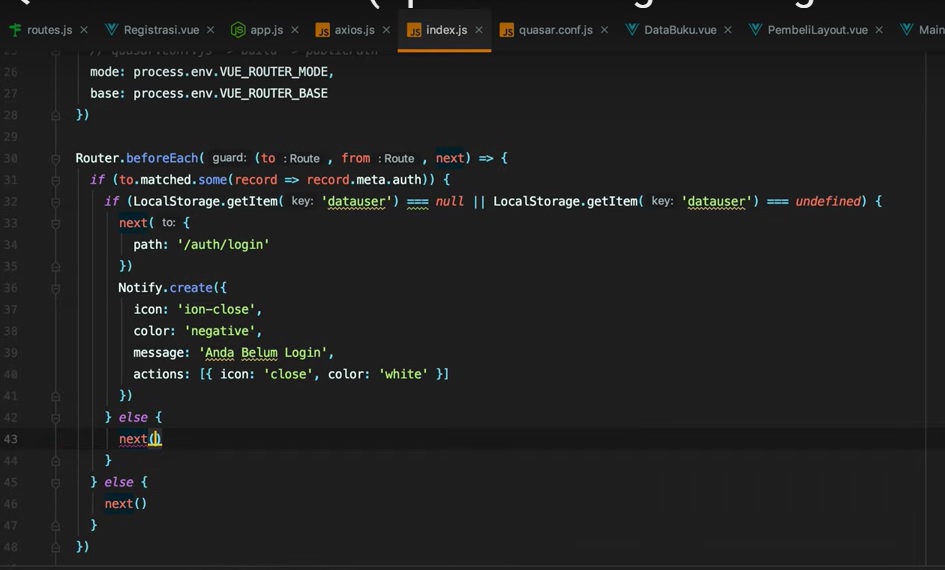 routes.js × Registrasi.vue × app.js × axios.js × index.js × quasar.conf.js × DataBuku.vue × PembeliLayout.vue × Main
25 // quasar.conf.js -> build -> publicPath
26 mode: process.env.VUE_ROUTER_MODE,
27 base: process.env.VUE_ROUTER_BASE
28 })
29
30 Router.beforeEach( guard: (to :Route , from :Route , next) => {
31 if (to.matched.some(record => record.meta.auth)) {
32 if (LocalStorage.getItem( key: 'datauser') === null || LocalStorage.getItem( key: 'datauser') === undefined) {
33 next( to: {
34 path: '/auth/login'
35 })
36 Notify.create({
37 icon: 'ion-close',
38 color: 'negative',
39 message: 'Anda Belum Login',
40 actions: [{ icon: 'close', color: 'white' }]
41 })
42 } else {
43 next()
44 }
45 } else {
46 next()
47 }
48 })